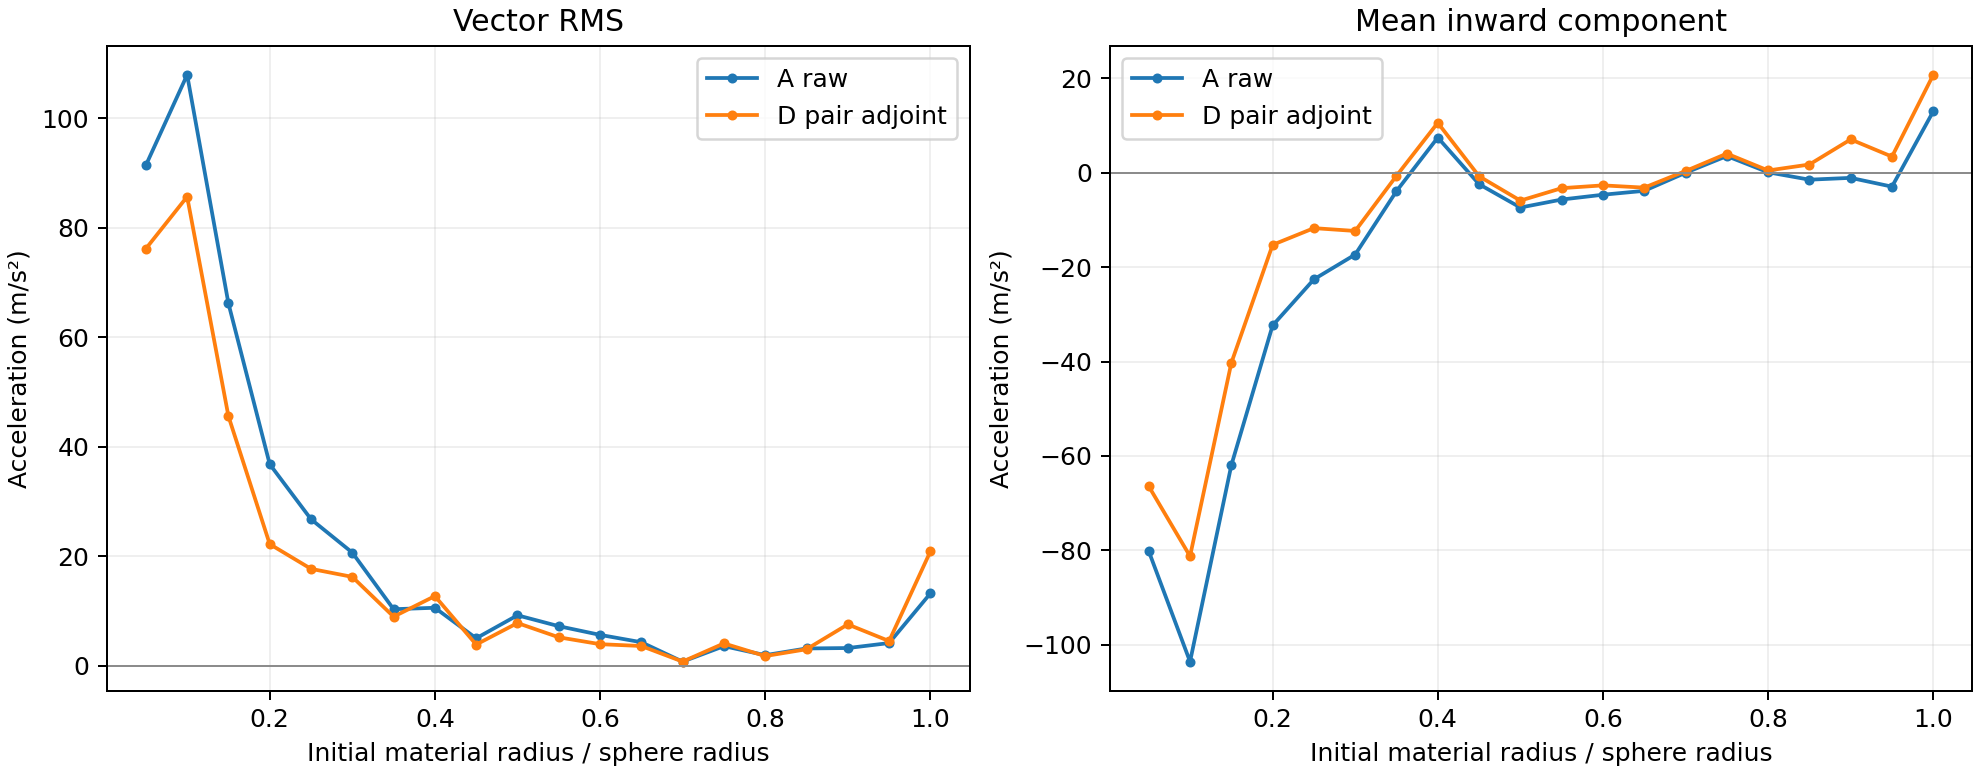 Vector RMS
A raw
D pair adjoint
100
80
60
40
20
0
Acceleration (m/s²)
0.2 0.4 0.6 0.8 1.0
Initial material radius / sphere radius
Mean inward component
A raw
D pair adjoint
20
0
−20
−40
−60
−80
−100
Acceleration (m/s²)
0.2 0.4 0.6 0.8 1.0
Initial material radius / sphere radius